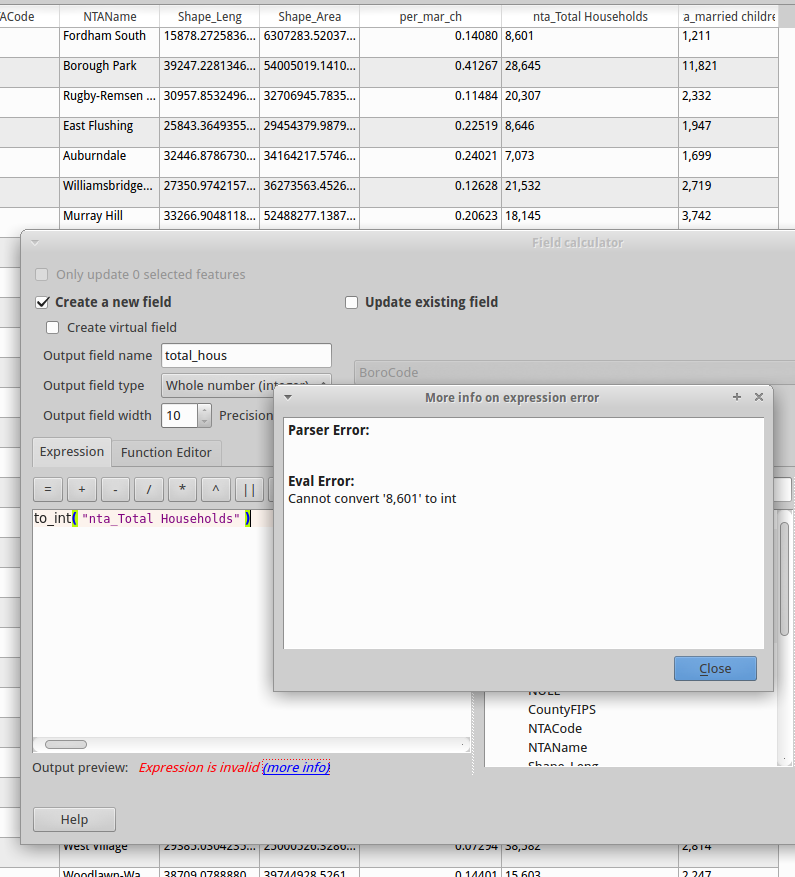 ACode NTAName Shape_Leng Shape_Area per_mar_ch nta_Total Households a_married childre
Fordham South 15878.2725836... 6307283.52037... 0.14080 8,601 1,211
Borough Park 39247.2281346... 54005019.1410... 0.41267 28,645 11,821
Rugby-Remsen ... 30957.8532496... 32706945.7835... 0.11484 20,307 2,332
East Flushing 25843.3649355... 29454379.9879... 0.22519 8,646 1,947
Auburndale 32446.8786730... 34164217.5746... 0.24021 7,073 1,699
Williamsbridge... 27350.9742157... 36273563.4526... 0.12628 21,532 2,719
Murray Hill 33266.9048118... 52488277.1387... 0.20623 18,145 3,742
Field calculator
Only update 0 selected features
Create a new field Update existing field
Create virtual field
Output field name total_hous
BoroCode
Output field type Whole number (integer)
Output field width 10 Precision
More info on expression error
Parser Error:
Eval Error:
Cannot convert '8,601' to int
Close
Expression Function Editor
= + - / * ^ ||
to_int( "nta_Total Households" )
NULL
CountyFIPS
NTACode
NTAName
Shape_Leng
Output preview: Expression is invalid (more info)
Help
West Village 29385.0304235... 25000526.3286... 0.07294 38,582 2,814
Woodlawn-Wa... 38709.0788880... 39744928.5261... 0.14401 15,603 2,247